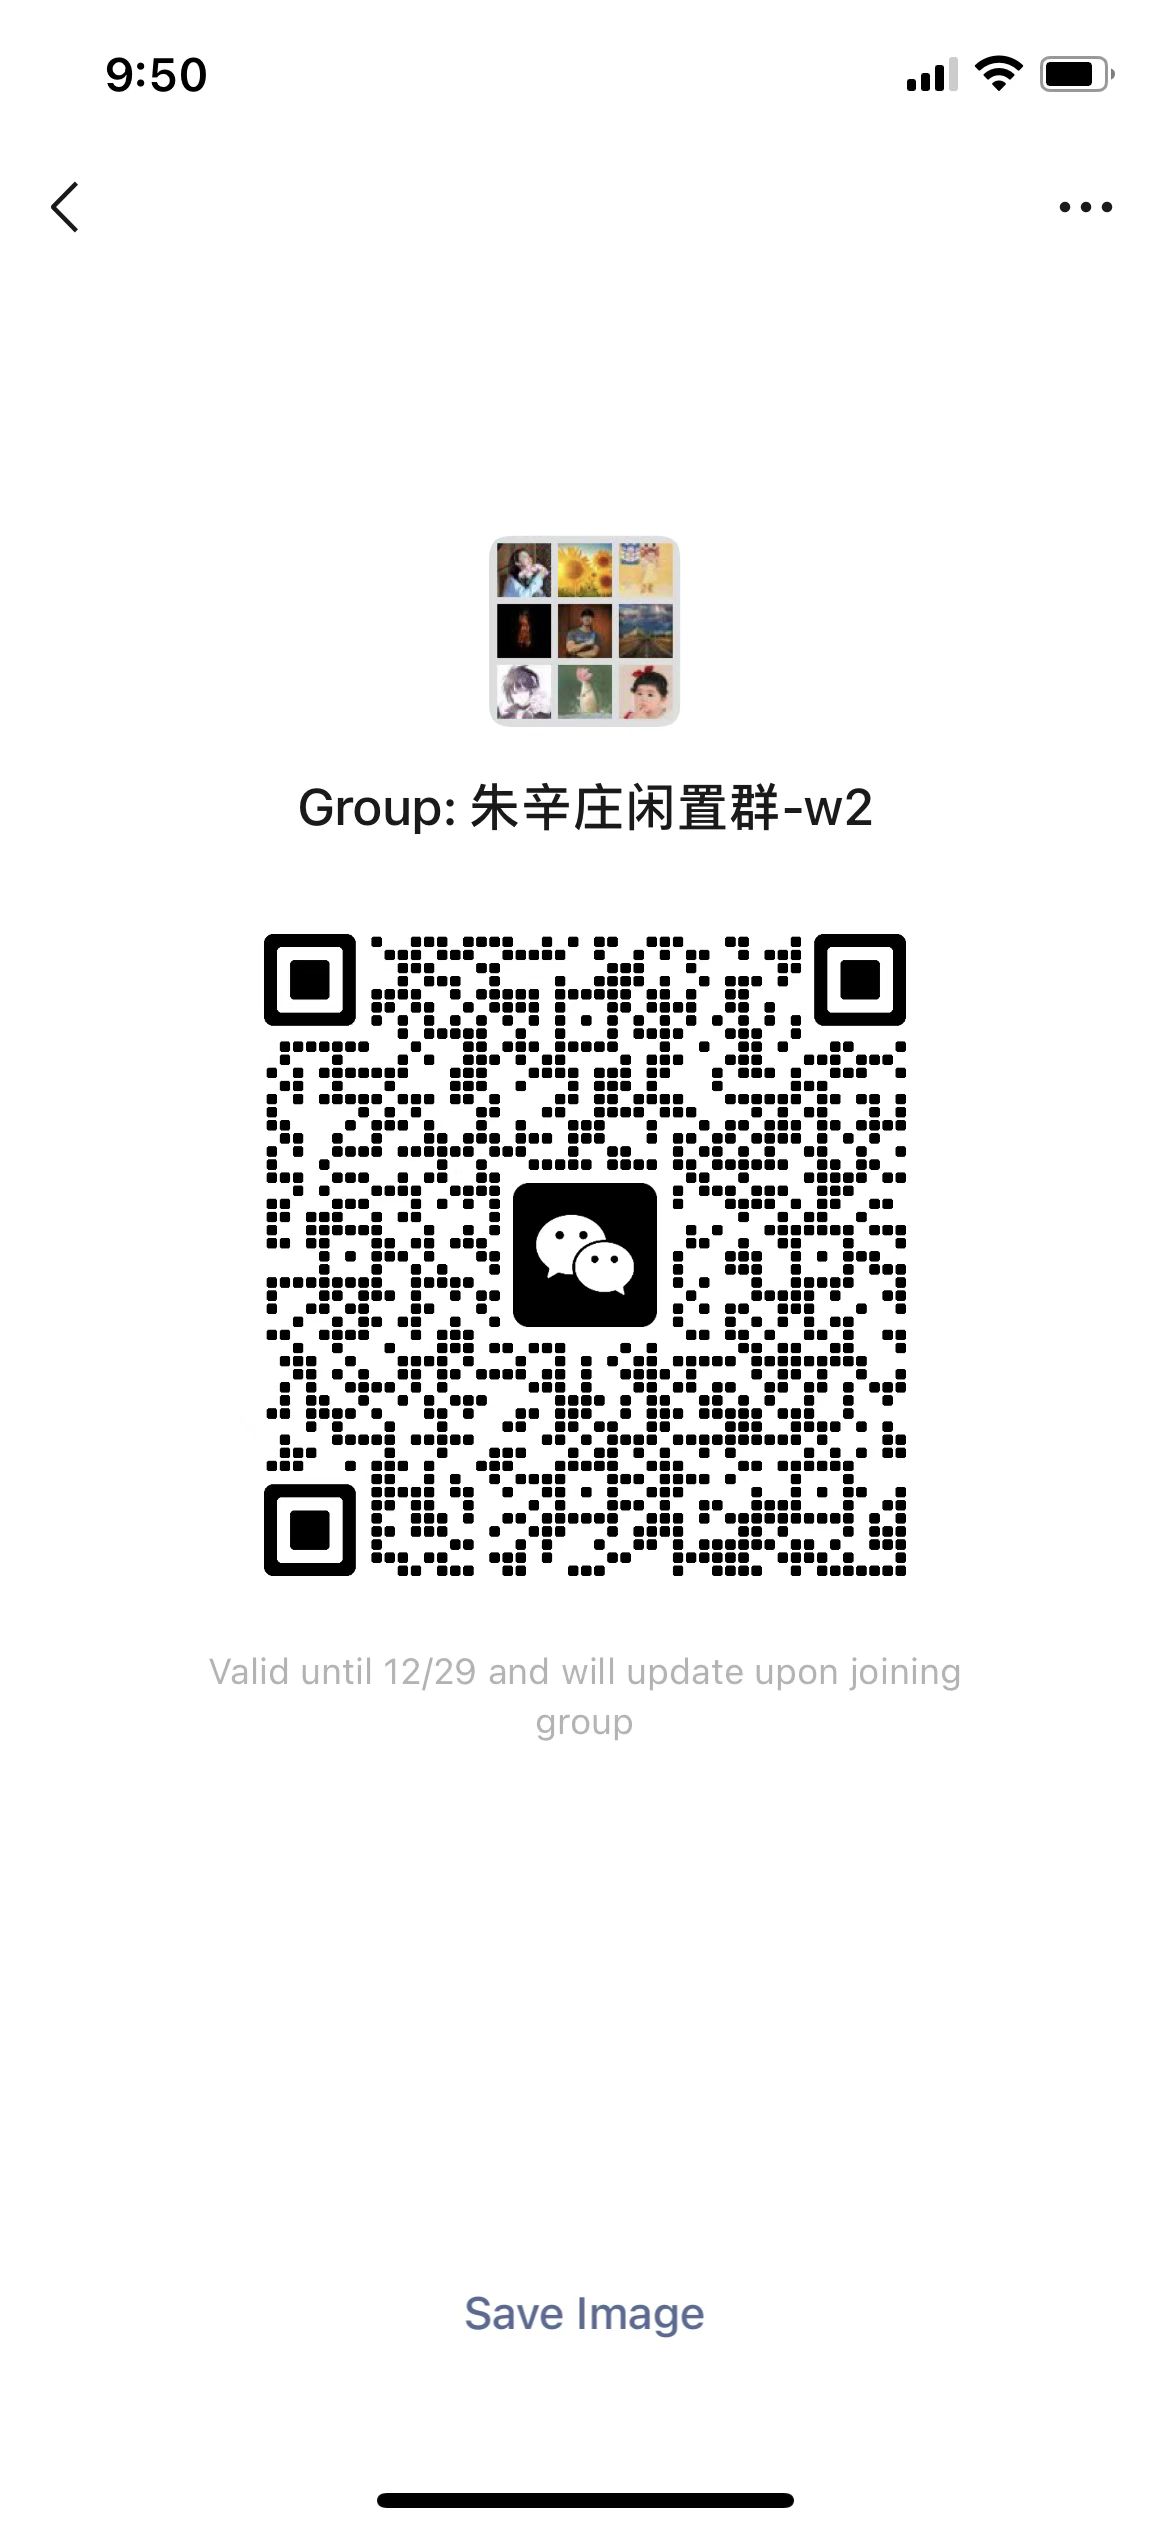 9:50
Group: 朱辛庄闲置群-w2
Valid until 12/29 and will update upon joining
group
Save Image